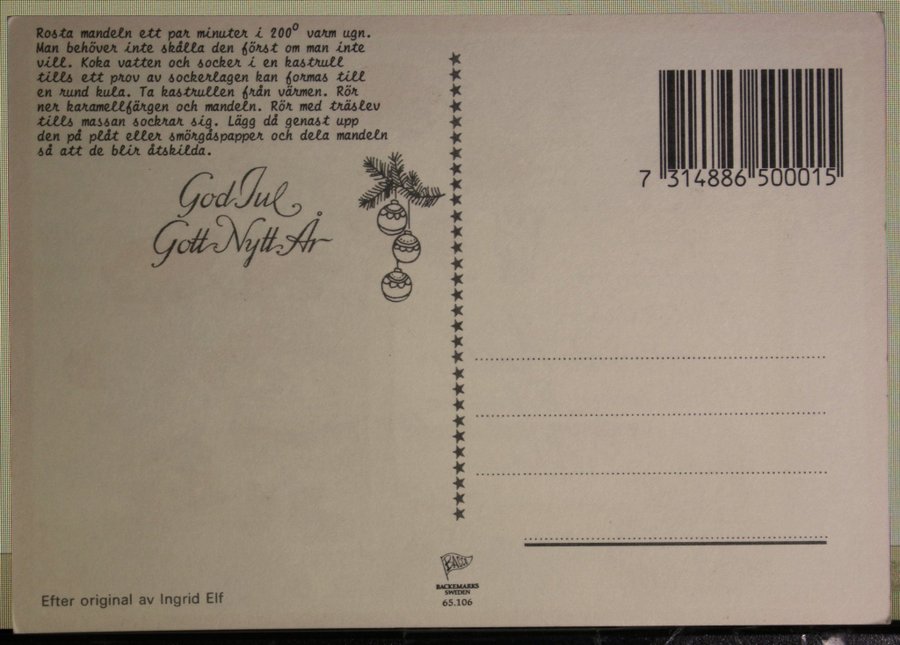 Rosta mandeln ett par minuter i 200° varm ugn.
Man behöver inte skålla den först om man inte
vill. Koka vatten och socker i en kastrull
tills ett prov av sockerlagen kan formas till
en rund kula. Ta kastrullen från värmen. Rör
ner karamellfärgen och mandeln. Rör med träslev
tills massan sockrar sig. Lägg då genast upp
den på plåt eller smörgåspapper och dela mandeln
så att de blir åtskilda.
God Jul
Gott Nytt År
7 314886 500015
BACKEMARKS
SWEDEN
65.106
Efter original av Ingrid Elf